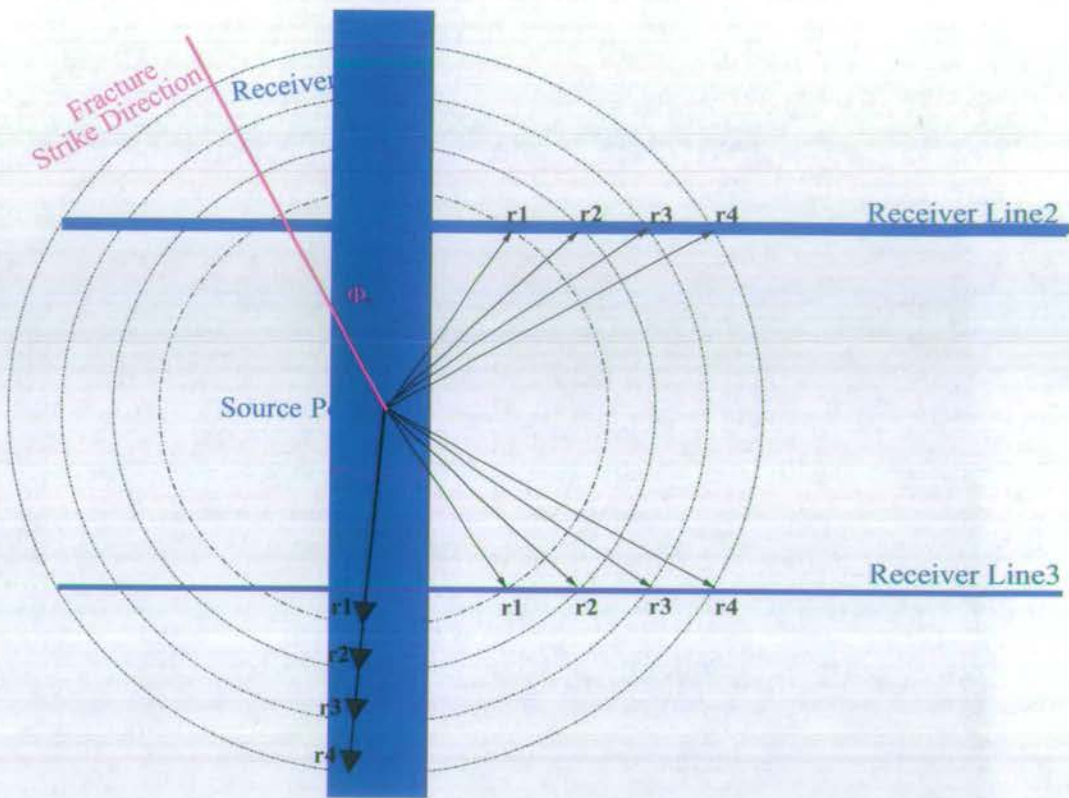 Fracture
Strike Direction
Receiver
r1 r2 r3 r4
Receiver Line2
Φ
Source P
Receiver Line3
r1 r2 r3 r4
r1
r2
r3
r4